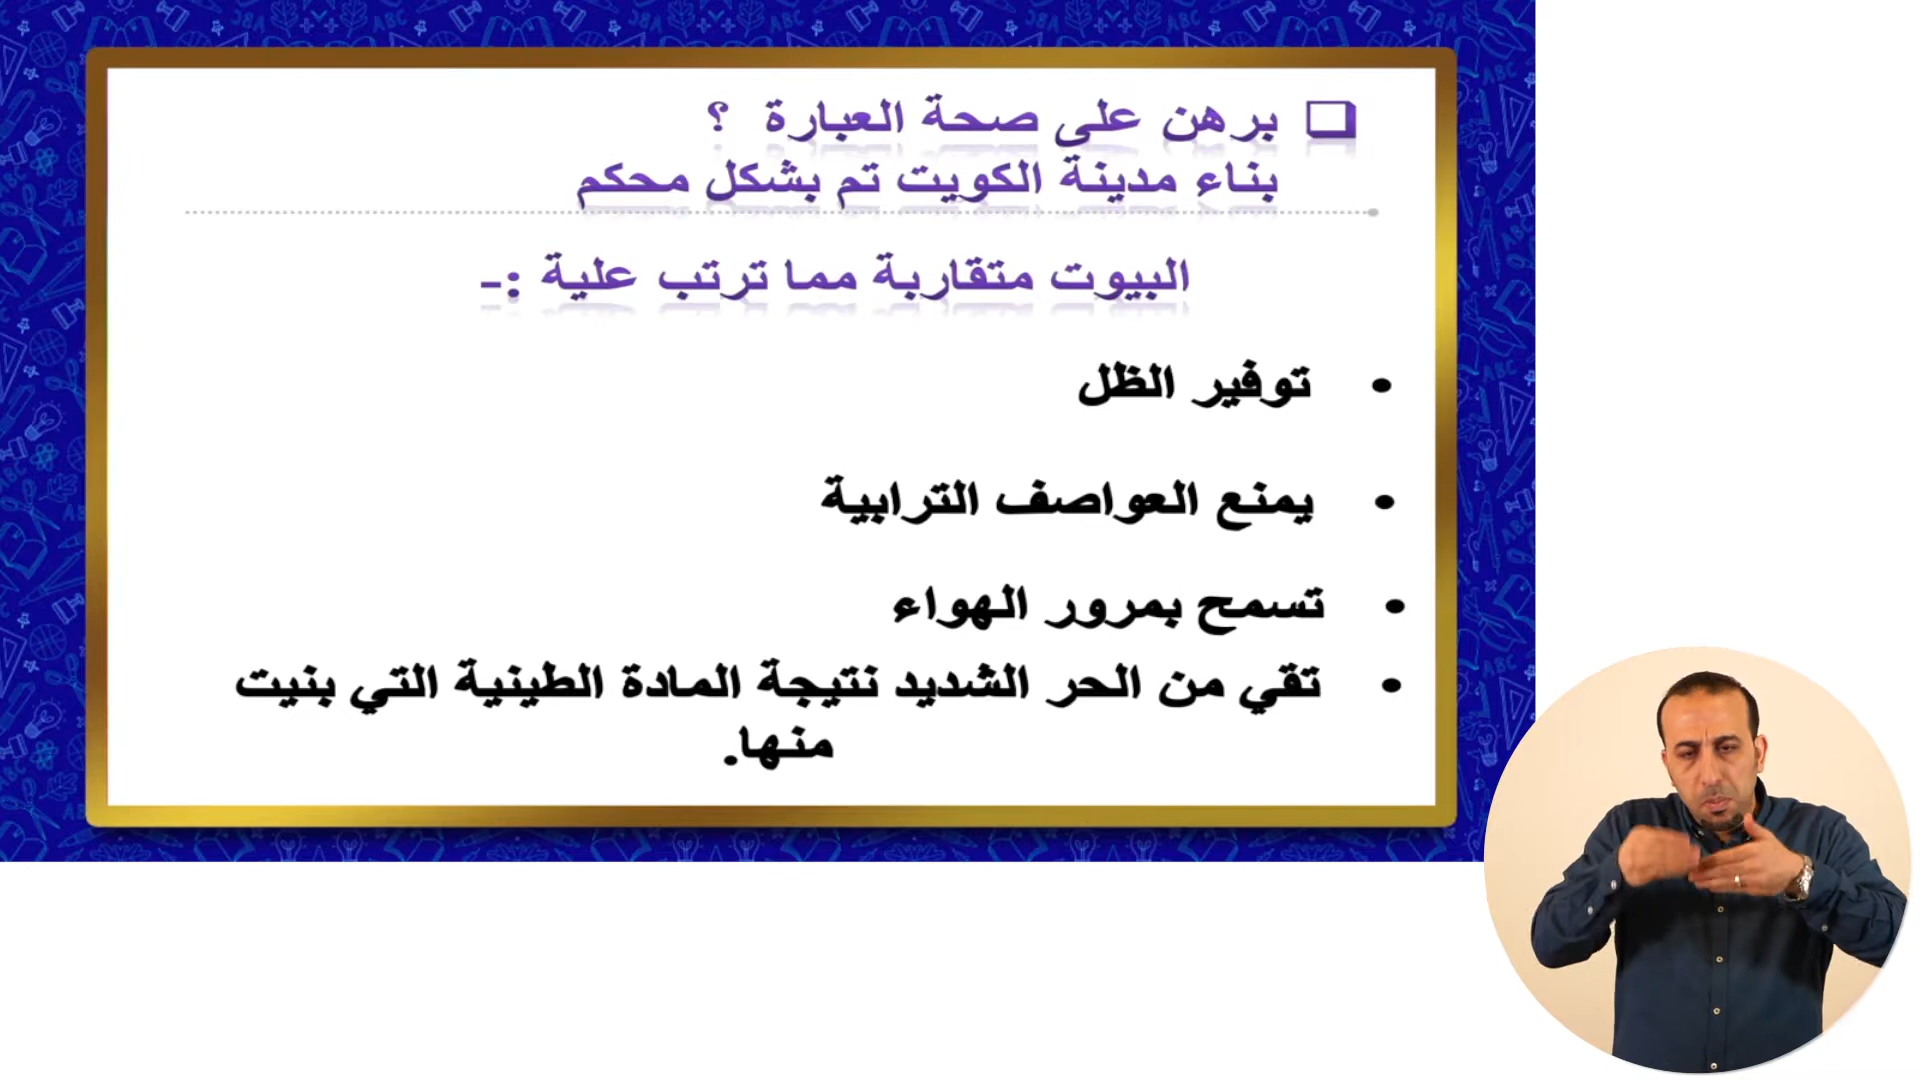 برهن على صحة العبارة ؟
بناء مدينة الكويت تم بشكل محكم
البيوت متقاربة مما ترتب علية :-
• توفير الظل
• يمنع العواصف الترابية
• تسمح بمرور الهواء
• تقي من الحر الشديد نتيجة المادة الطينية التي بنيت
منها.